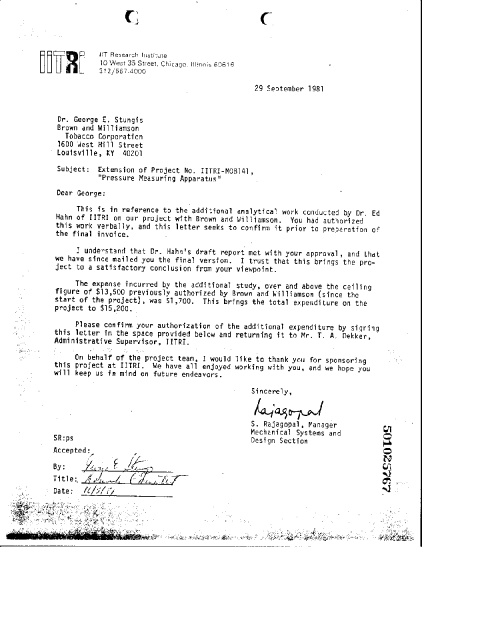 IITRI
IIT Research Institute
10 West 35 Street, Chicago, Illinois 60616
312/567-4000
29 September 1981
Dr. George E. Stungis
Brown and Williamson
Tobacco Corporation
1600 West Hill Street
Louisville, KY 40201
Subject: Extension of Project No. IITRI-M08141,
"Pressure Measuring Apparatus"
Dear George:
This is in reference to the additional analytical work conducted by Dr. Ed
Hahn of IITRI on our project with Brown and Williamson. You had authorized
this work verbally, and this letter seeks to confirm it prior to preparation of
the final invoice.
I understand that Dr. Hahn's draft report met with your approval, and that
we have since mailed you the final version. I trust that this brings the pro-
ject to a satisfactory conclusion from your viewpoint.
The expense incurred by the additional study, over and above the ceiling
figure of $13,500 previously authorized by Brown and Williamson (since the
start of the project), was $1,700. This brings the total expenditure on the
project to $15,200.
Please confirm your authorization of the additional expenditure by signing
this letter in the space provided below and returning it to Mr. T. A. Dekker,
Administrative Supervisor, IITRI.
On behalf of the project team, I would like to thank you for sponsoring
this project at IITRI. We have all enjoyed working with you, and we hope you
will keep us in mind on future endeavors.
Sincerely,
Rajagopal
S. Rajagopal, Manager
Mechanical Systems and
Design Section
SR:ps
Accepted:
By: George E. Stungis
Title:
Date:
501025767